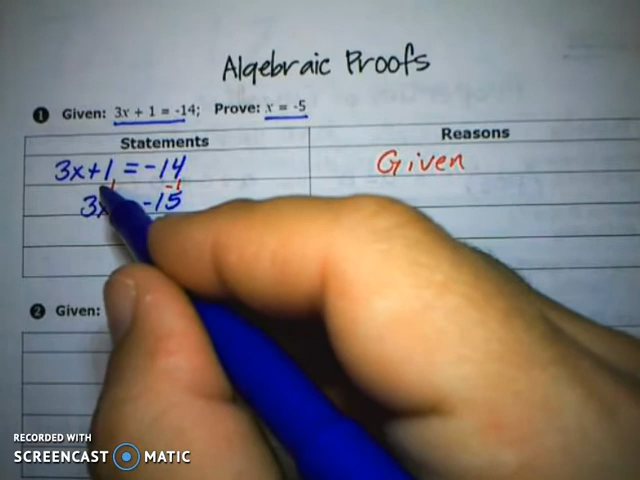 Algebraic Proofs
1 Given: 3x + 1 = -14; Prove: x = -5
Statements Reasons
3x+1 = -14 Given
-1 -1
3x -15
2 Given:
RECORDED WITH
SCREENCAST MATIC